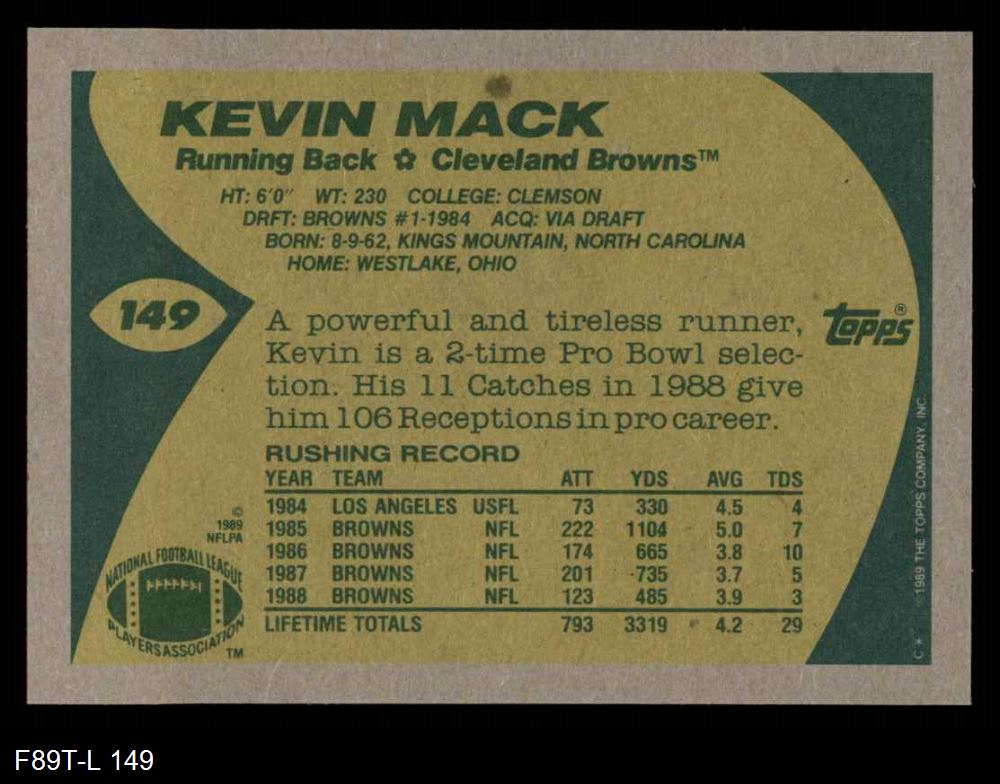 KEVIN MACK
Running Back ✿ Cleveland Browns™
HT: 6'0" WT: 230 COLLEGE: CLEMSON
DRFT: BROWNS #1-1984 ACQ: VIA DRAFT
BORN: 8-9-62, KINGS MOUNTAIN, NORTH CAROLINA
HOME: WESTLAKE, OHIO
149
topps®
A powerful and tireless runner,
Kevin is a 2-time Pro Bowl selec-
tion. His 11 Catches in 1988 give
him 106 Receptions in pro career.
RUSHING RECORD
YEAR TEAM ATT YDS AVG TDS
1984 LOS ANGELES USFL 73 330 4.5 4
1985 BROWNS NFL 222 1104 5.0 7
1986 BROWNS NFL 174 665 3.8 10
1987 BROWNS NFL 201 735 3.7 5
1988 BROWNS NFL 123 485 3.9 3
LIFETIME TOTALS 793 3319 4.2 29
©
1989
NFLPA
NATIONAL FOOTBALL LEAGUE
PLAYERS ASSOCIATION
TM
C * ©1989 THE TOPPS COMPANY, INC.
F89T-L 149